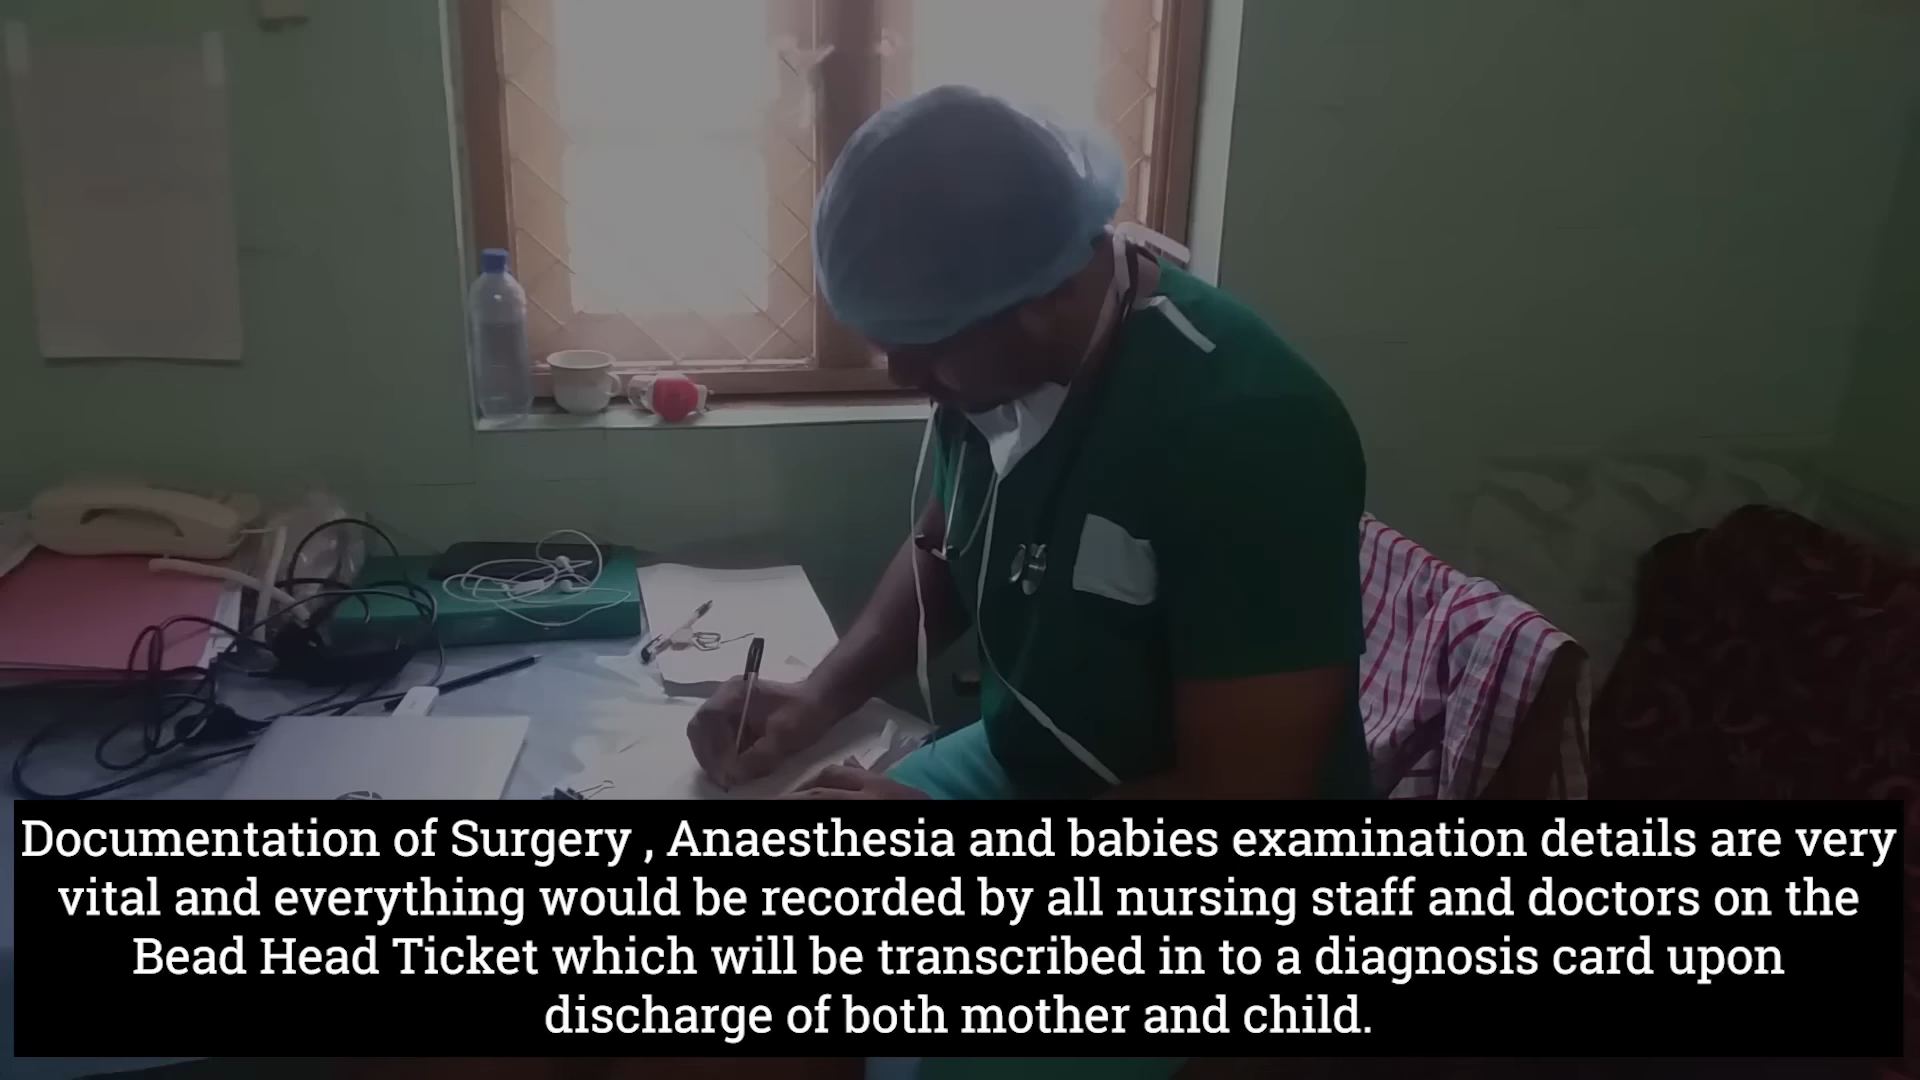 Documentation of Surgery , Anaesthesia and babies examination details are very
vital and everything would be recorded by all nursing staff and doctors on the
Bead Head Ticket which will be transcribed in to a diagnosis card upon
discharge of both mother and child.